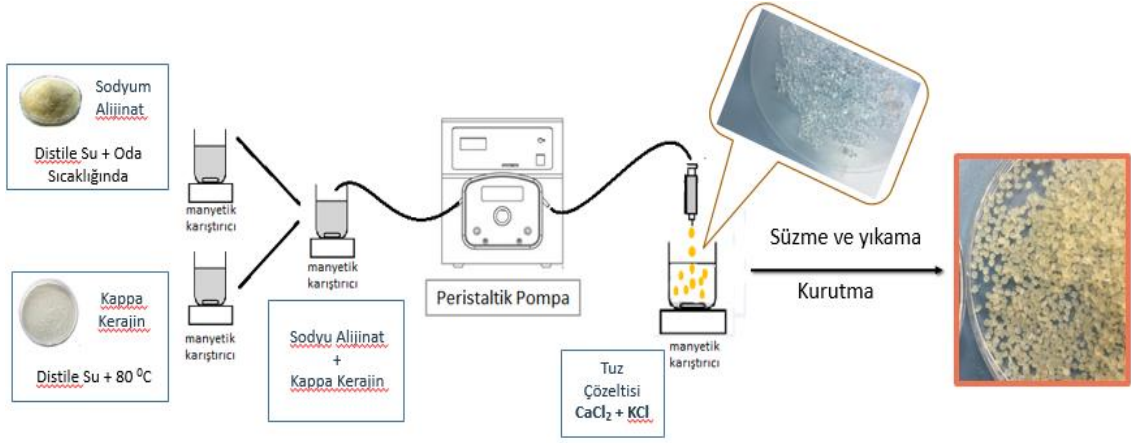 Sodyum
Alijinat
Distile Su + Oda
Sıcaklığında
manyetik
karıştırıcı
Kappa
Kerajin
Distile Su + 80 ⁰C
manyetik
karıştırıcı
manyetik
karıştırıcı
Sodyu Alijinat
+
Kappa Kerajin
Peristaltik Pompa
manyetik
karıştırıcı
Tuz
Çözeltisi
CaCl₂ + KCl
Süzme ve yıkama
Kurutma